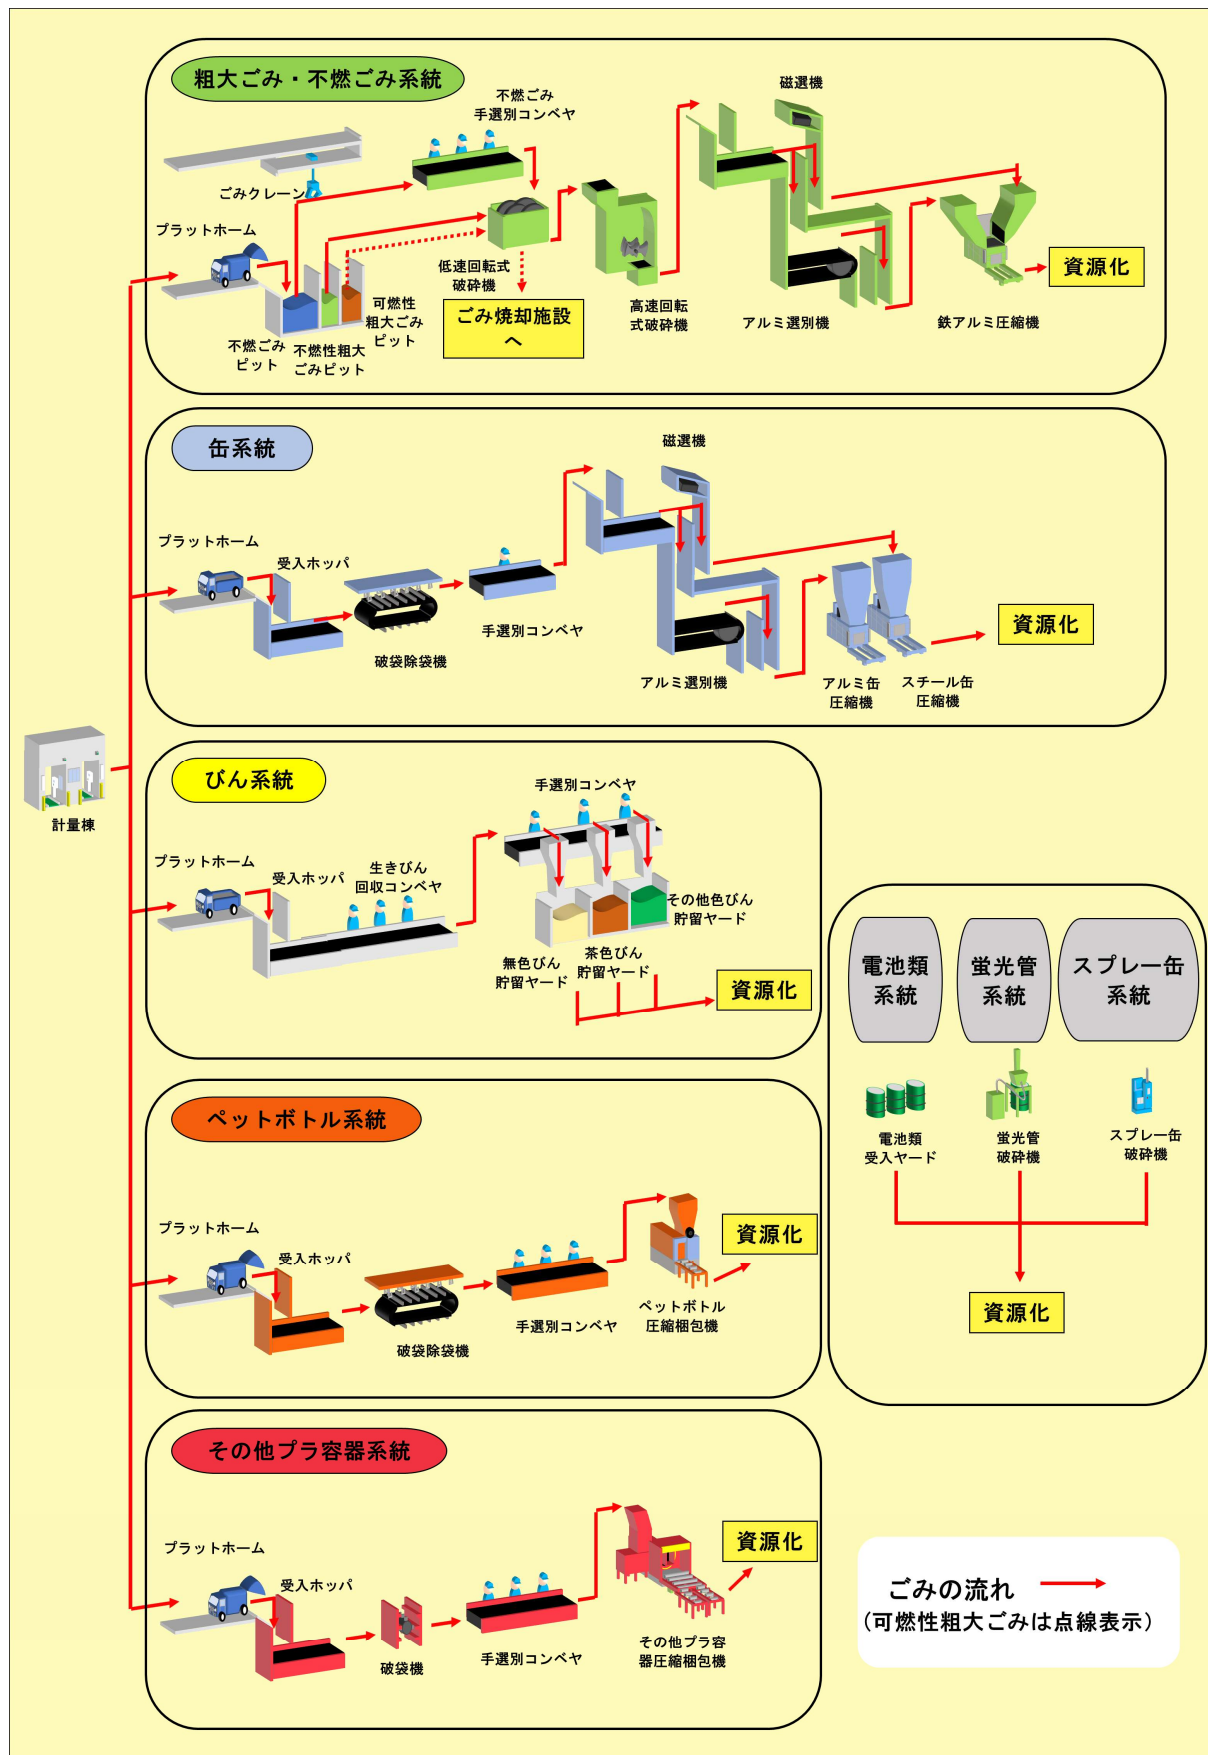 粗大ごみ・不燃ごみ系統
不燃ごみ
手選別コンベヤ
磁選機
ごみクレーン
プラットホーム
低速回転式
破砕機
可燃性
粗大ごみ
ピット
不燃ごみ
ピット
不燃性粗大
ごみピット
ごみ焼却施設
へ
高速回転
式破砕機
アルミ選別機
鉄アルミ圧縮機
資源化
缶系統
磁選機
プラットホーム
受入ホッパ
破袋除袋機
手選別コンベヤ
アルミ選別機
アルミ缶
圧縮機
スチール缶
圧縮機
資源化
計量棟
びん系統
手選別コンベヤ
プラットホーム
受入ホッパ
生きびん
回収コンベヤ
その他色びん
貯留ヤード
無色びん
貯留ヤード
茶色びん
貯留ヤード
資源化
電池類
系統
蛍光管
系統
スプレー缶
系統
電池類
受入ヤード
蛍光管
破砕機
スプレー缶
破砕機
資源化
ペットボトル系統
プラットホーム
受入ホッパ
破袋除袋機
手選別コンベヤ
ペットボトル
圧縮梱包機
資源化
その他プラ容器系統
プラットホーム
受入ホッパ
破袋機
手選別コンベヤ
その他プラ容
器圧縮梱包機
資源化
ごみの流れ
(可燃性粗大ごみは点線表示)